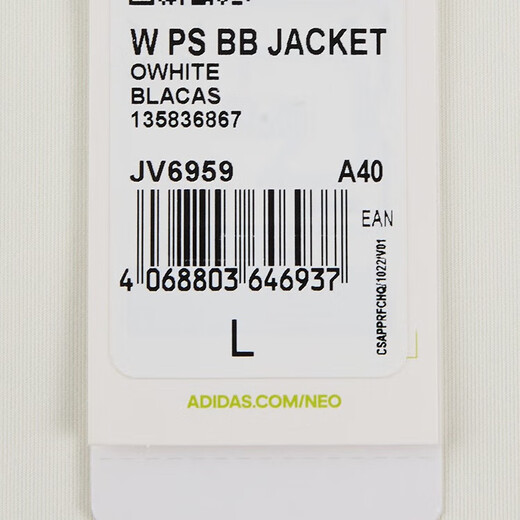 W PS BB JACKET
OWHITE
BLACAS
135836867
JV6959 A40
EAN
4 068803 646937
CSAPPRFCHQ/1022/V01
L
ADIDAS.COM/NEO